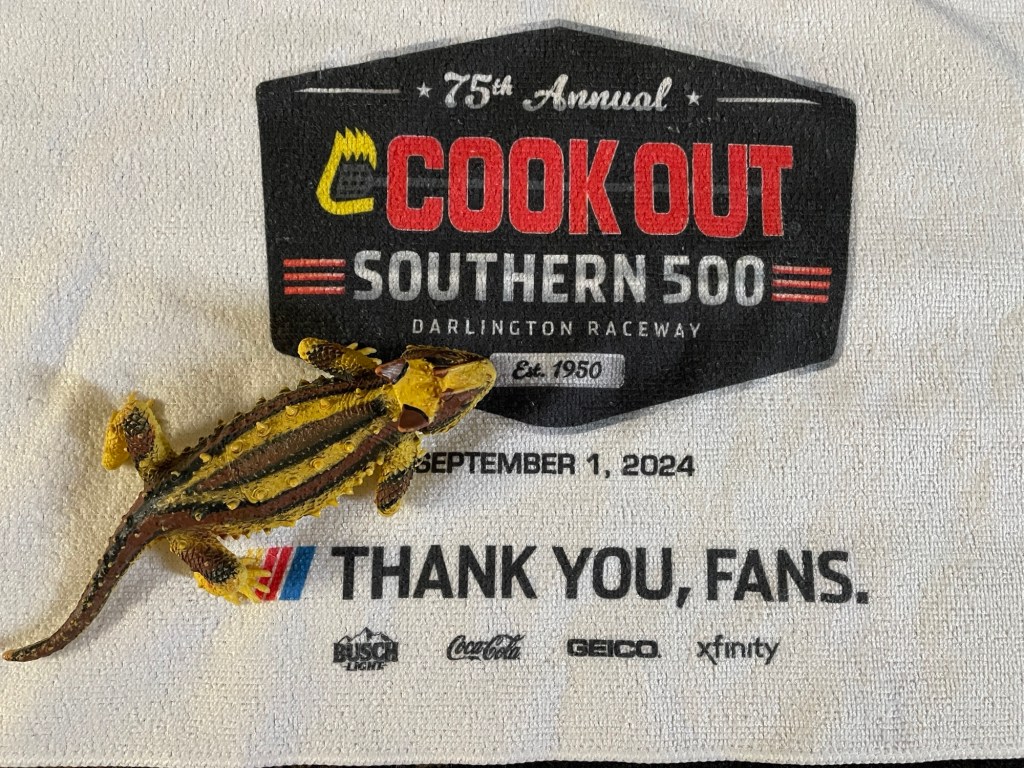 75th Annual
COOK OUT
SOUTHERN 500
DARLINGTON RACEWAY
Est. 1950
SEPTEMBER 1, 2024
THANK YOU, FANS.
BUSCH LIGHT Coca-Cola GEICO. xfinity